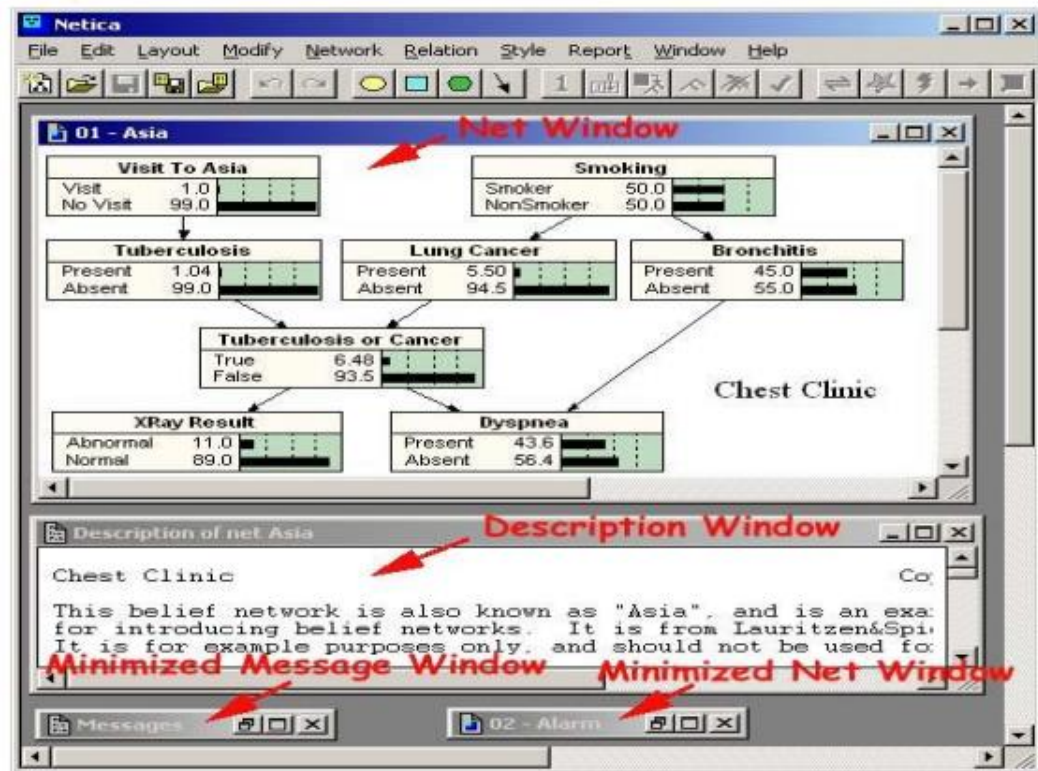 Netica
File Edit Layout Modify Network Relation Style Report Window Help
1
01 - Asia
Net Window
Visit To Asia
Visit 1.0
No Visit 99.0
Smoking
Smoker 50.0
NonSmoker 50.0
Tuberculosis
Present 1.04
Absent 99.0
Lung Cancer
Present 5.50
Absent 94.5
Bronchitis
Present 45.0
Absent 55.0
Tuberculosis or Cancer
True 6.48
False 93.5
Chest Clinic
XRay Result
Abnormal 11.0
Normal 89.0
Dyspnea
Present 43.6
Absent 56.4
Description of net Asia
Description Window
Chest Clinic Co
This belief network is also known as "Asia", and is an exa
for introducing belief networks. It is from Lauritzen&Spi
It is for example purposes only, and should not be used fo
Minimized Message Window
Minimized Net Window
Messages
02 - Alarm